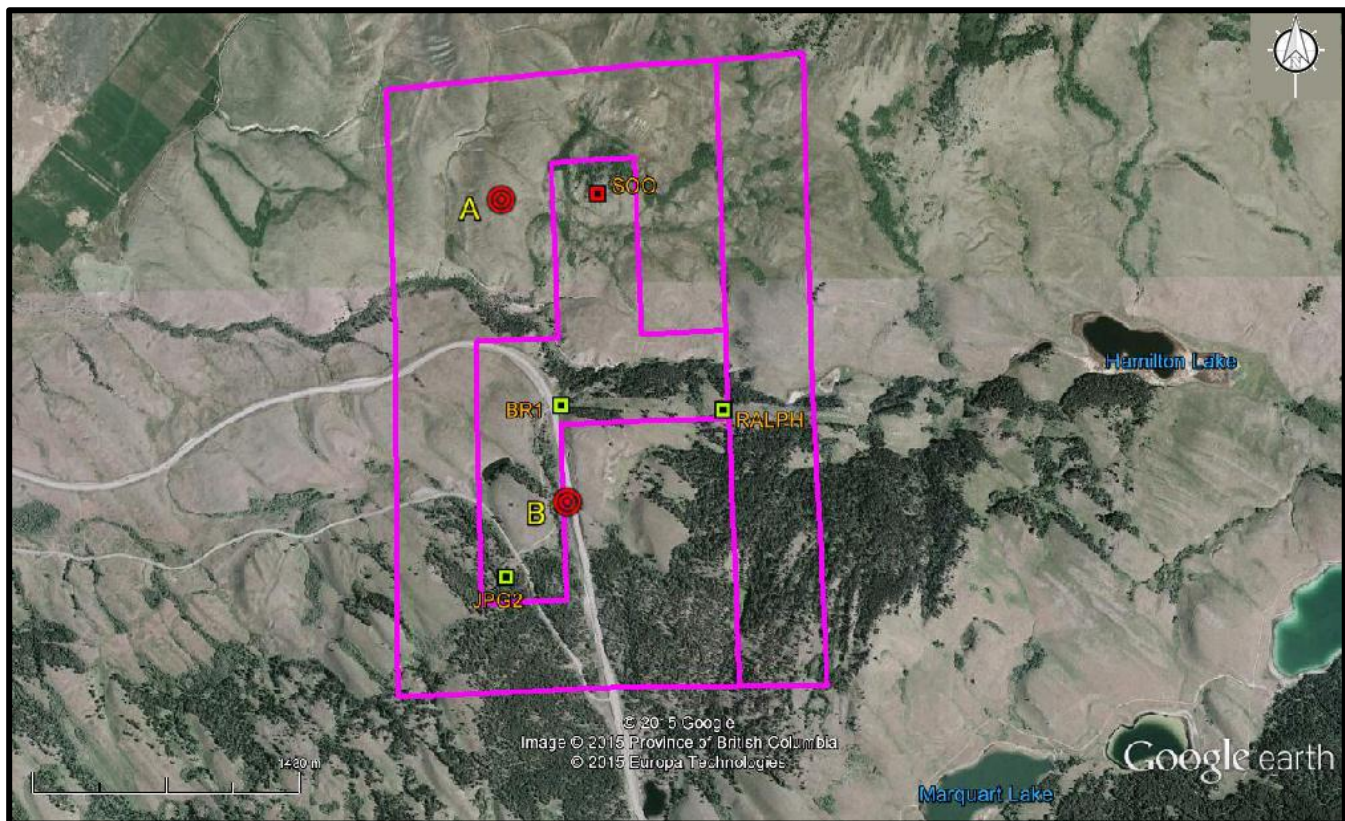 N
SOO
A
Hamilton Lake
BR1
RALPH
B
JPG2
© 2015 Google
Image © 2015 Province of British Columbia
© 2015 Europa Technologies
1420 m
Google earth
Marquart Lake